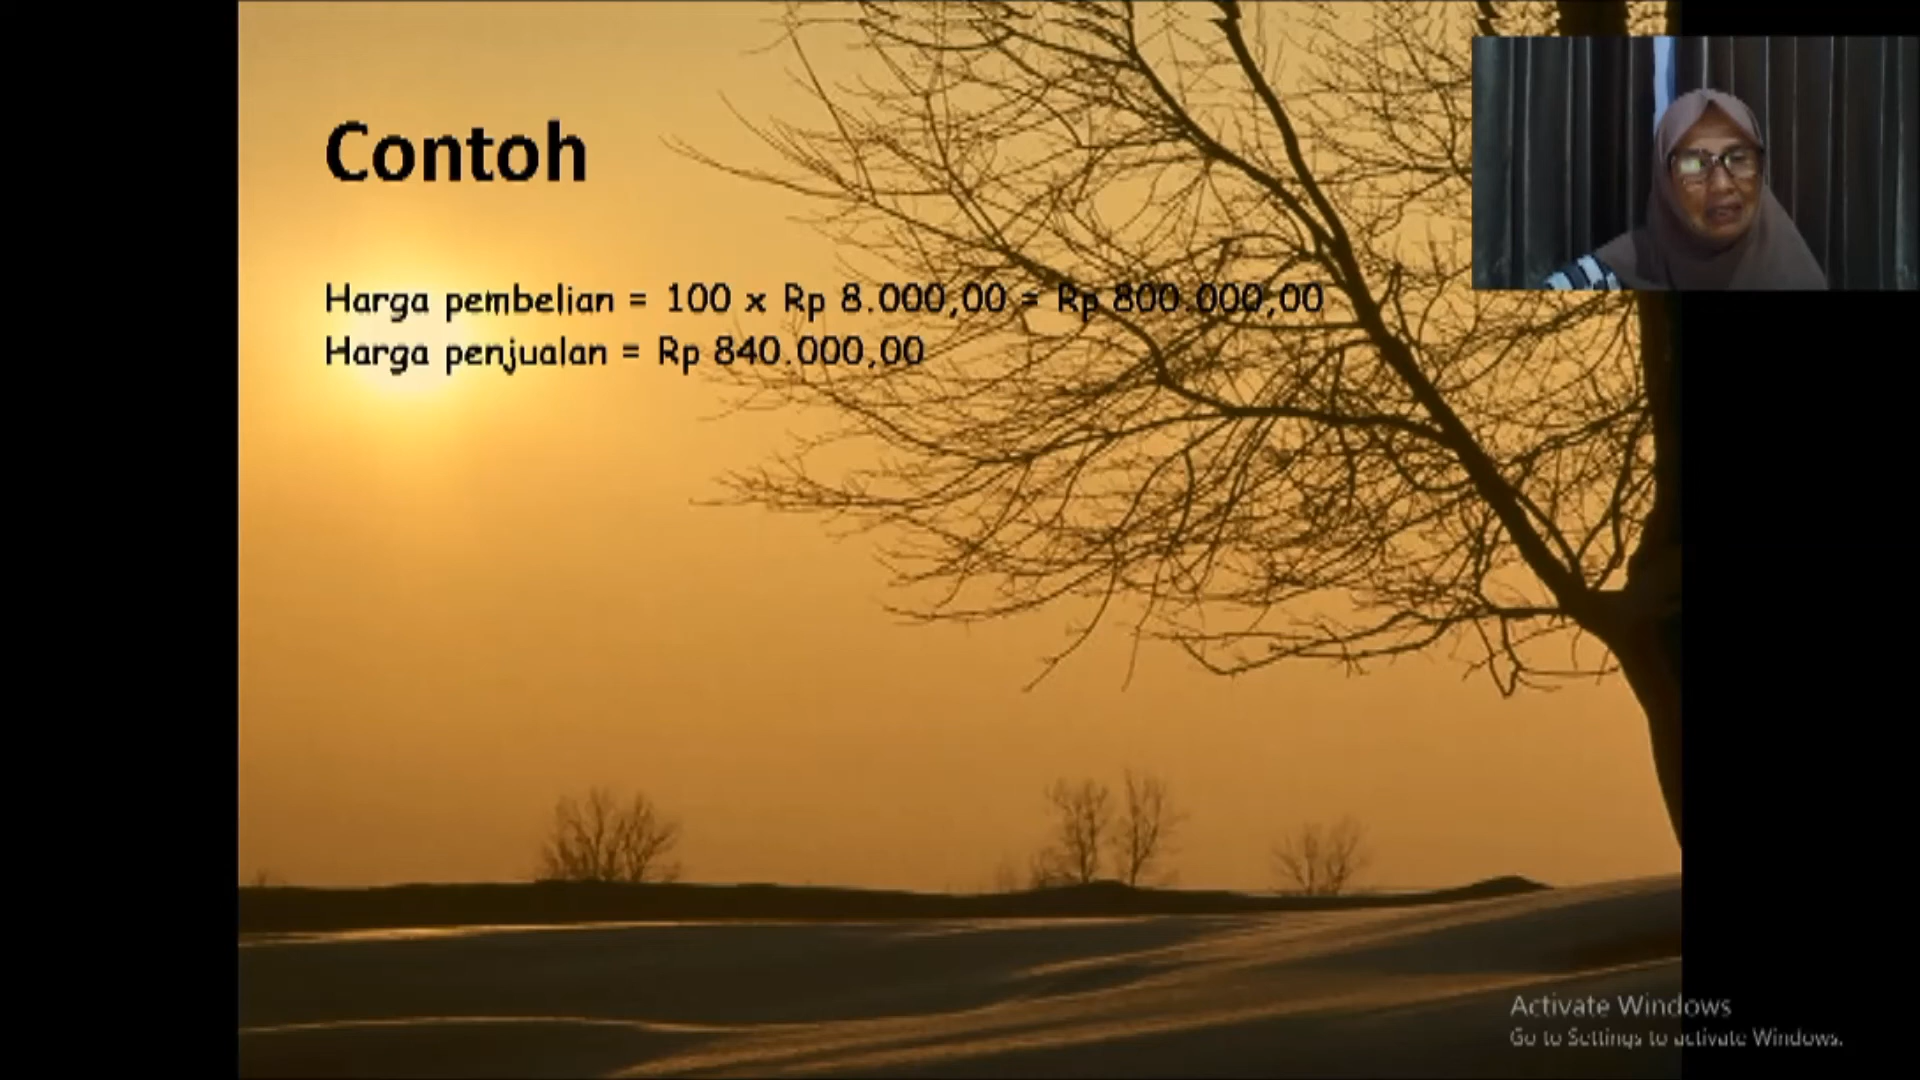 Contoh
Harga pembelian = 100 x Rp 8.000,00 = Rp 800.000,00
Harga penjualan = Rp 840.000,00
Activate Windows
Go to Settings to activate Windows.